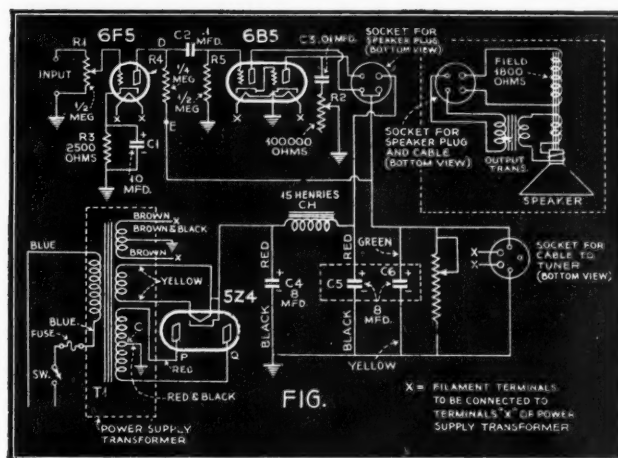 6F5
C2
.1
MFD.
6B5
SOCKET FOR
SPEAKER PLUG
(BOTTOM VIEW)
R1
D
R4
R5
C3 .01 MFD.
INPUT
1/4
MEG
1/2
MEG
1/2 MEG
X X
X X
R2
FIELD
1800
OHMS
R3
2500
OHMS
+
C1
-
10
MFD.
E
100,000
OHMS
SOCKET FOR
SPEAKER PLUG
AND CABLE
(BOTTOM VIEW)
OUTPUT
TRANS.
SPEAKER
15 HENRIES
CH
BROWN X
BROWN & BLACK
BROWN X
BLUE
YELLOW
5Z4
RED
+
C4
8
MFD.
BLACK
RED
GREEN
+
C5
+
C6
8
MFD.
BLACK
YELLOW
X
X
SOCKET FOR
CABLE TO
TUNER
(BOTTOM VIEW)
BLUE
FUSE
SW.
C
P
Q
RED
T1
RED & BLACK
POWER SUPPLY
TRANSFORMER
FIG.
X = FILAMENT TERMINALS
TO BE CONNECTED TO
TERMINALS "X" OF POWER
SUPPLY TRANSFORMER